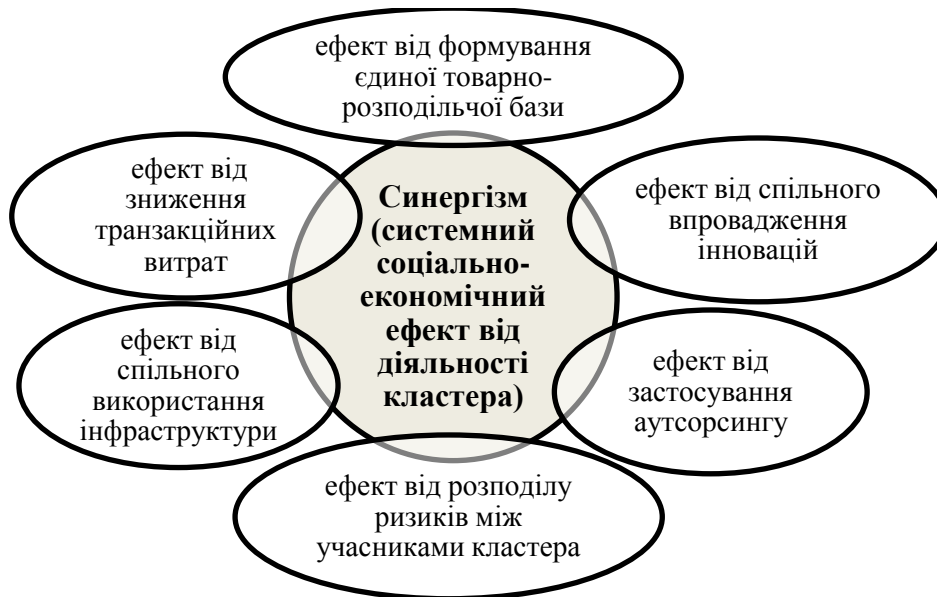 ефект від формування
єдиної товарно-
розподільчої бази
ефект від
зниження
транзакційних
витрат
Синергізм
(системний
соціально-
економічний
ефект від
діяльності
кластера)
ефект від спільного
впровадження
інновацій
ефект від
спільного
використання
інфраструктури
ефект від
застосування
аутсорсингу
ефект від розподілу
ризиків між
учасниками кластера